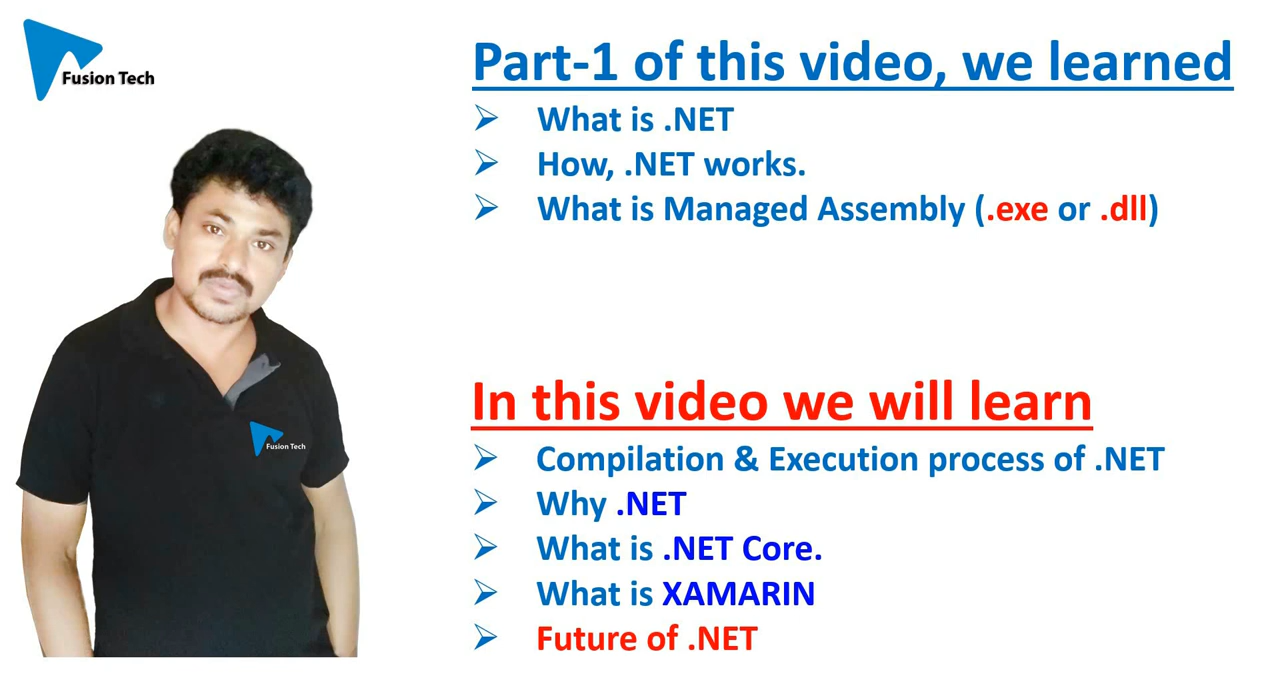 Fusion Tech
Part-1 of this video, we learned
➢ What is .NET
➢ How, .NET works.
➢ What is Managed Assembly (.exe or .dll)
Fusion Tech
In this video we will learn
➢ Compilation & Execution process of .NET
➢ Why .NET
➢ What is .NET Core.
➢ What is XAMARIN
➢ Future of .NET